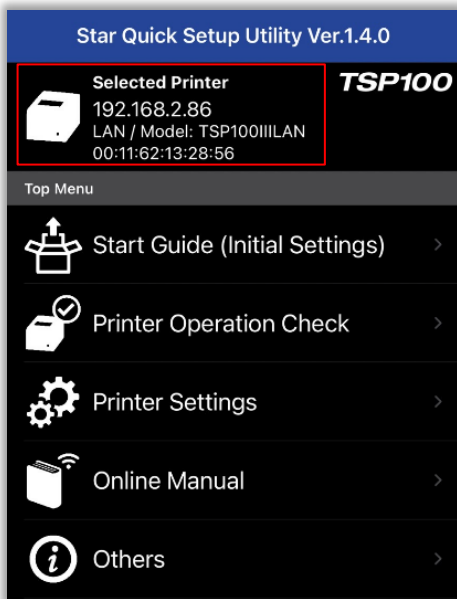 Star Quick Setup Utility Ver.1.4.0
Selected Printer
TSP100
192.168.2.86
LAN / Model: TSP100IIILAN
00:11:62:13:28:56
Top Menu
Start Guide (Initial Settings)
Printer Operation Check
Printer Settings
Online Manual
Others